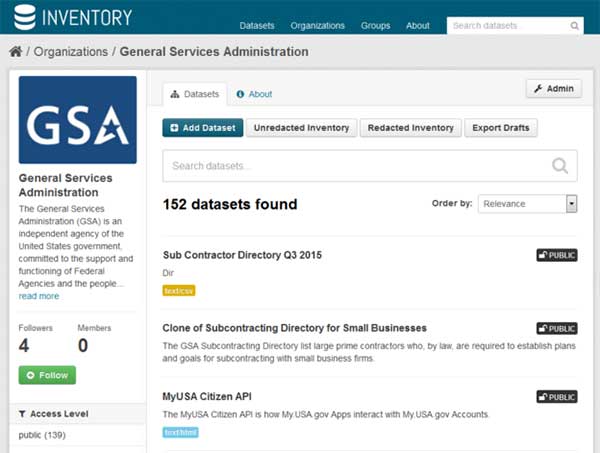 INVENTORY
Datasets Organizations Groups About
Search datasets...
/ Organizations / General Services Administration
GSA
General Services
Administration
The General Services
Administration (GSA) is an
independent agency of the
United States government,
committed to the support and
functioning of Federal
Agencies and the people...
read more
Followers Members
4 0
Follow
Access Level
public (139)
Datasets About
Admin
Add Dataset Unredacted Inventory Redacted Inventory Export Drafts
Search datasets...
152 datasets found
Order by: Relevance
Sub Contractor Directory Q3 2015 PUBLIC
Dir
text/csv
Clone of Subcontracting Directory for Small Businesses PUBLIC
The GSA Subcontracting Directory list large prime contractors who, by law, are required to establish plans
and goals for subcontracting with small business firms.
MyUSA Citizen API PUBLIC
The MyUSA Citizen API is how My.USA gov Apps interact with My.USA gov Accounts.
text/html